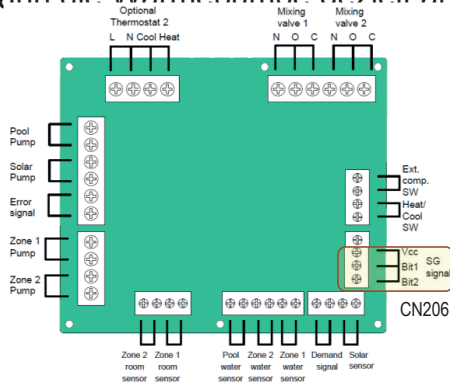 Optional
Thermostat 2
L N Cool Heat
Mixing
valve 1
N O C
Mixing
valve 2
N O C
Pool
Pump
Solar
Pump
Error
signal
Zone 1
Pump
Zone 2
Pump
Ext.
comp.
SW
Heat/
Cool
SW
Vcc
Bit1
Bit2
SG
signal
CN206
Zone 2
room
sensor
Zone 1
room
sensor
Pool
water
sensor
Zone 2
water
sensor
Zone 1
water
sensor
Demand
signal
Solar
sensor